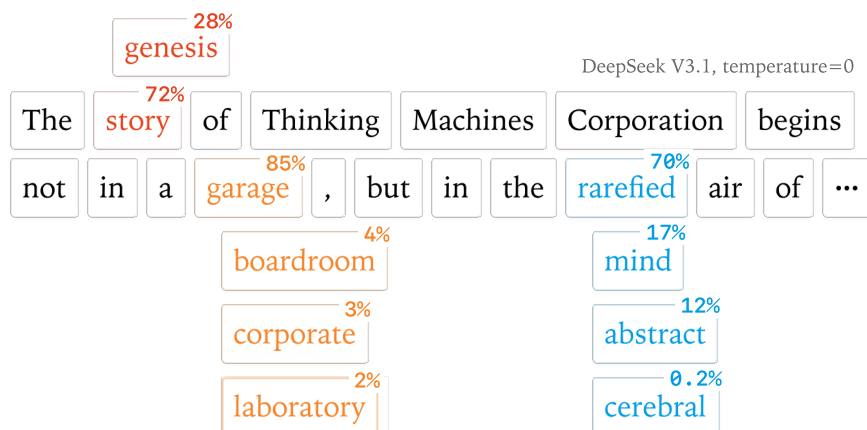 28%
genesis
DeepSeek V3.1, temperature=0
72%
The story of Thinking Machines Corporation begins
85% 70%
not in a garage , but in the rarefied air of ···
4% 17%
boardroom mind
3% 12%
corporate abstract
2% 0.2%
laboratory cerebral